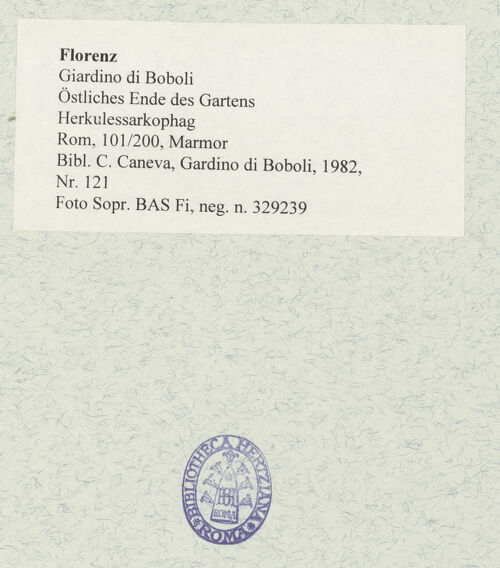 Florenz
Giardino di Boboli
Östliches Ende des Gartens
Herkulessarkophag
Rom, 101/200, Marmor
Bibl. C. Caneva, Gardino di Boboli, 1982,
Nr. 121
Foto Sopr. BAS Fi, neg. n. 329239
BIBLIOTHECA HERTZIANA
ROMA
ROMA